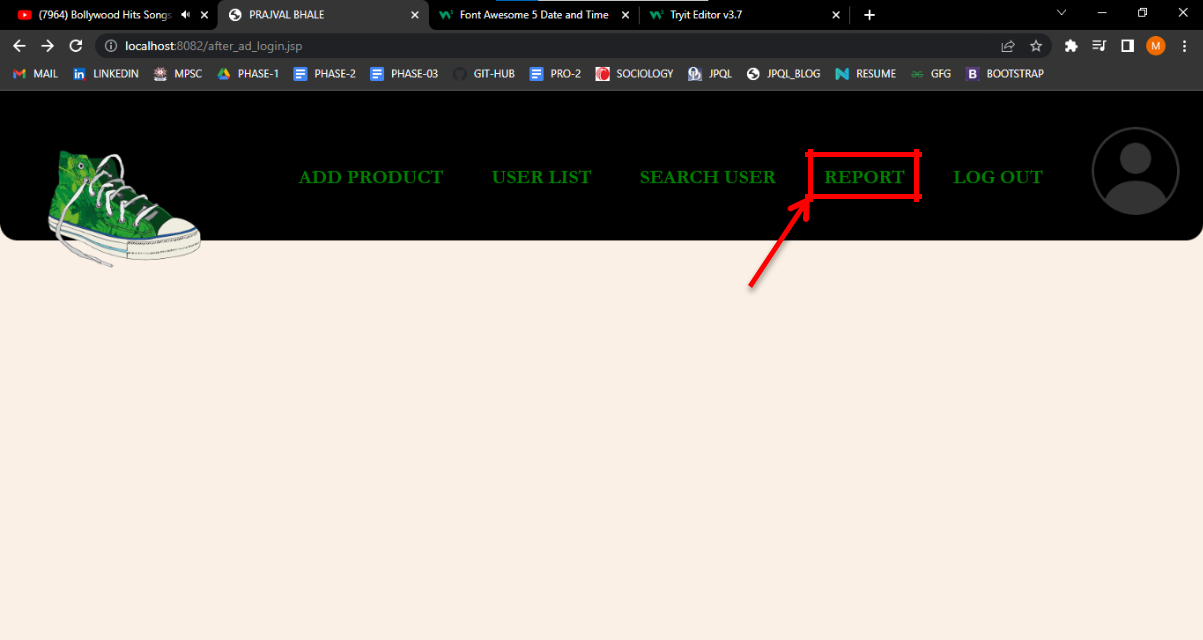 (7964) Bollywood Hits Songs
PRAJVAL BHALE
Font Awesome 5 Date and Time
Tryit Editor v3.7
localhost:8082/after_ad_login.jsp
M
MAIL
LINKEDIN
MPSC
PHASE-1
PHASE-2
PHASE-03
GIT-HUB
PRO-2
SOCIOLOGY
JPQL
JPQL_BLOG
RESUME
GFG
BOOTSTRAP
ADD PRODUCT
USER LIST
SEARCH USER
REPORT
LOG OUT